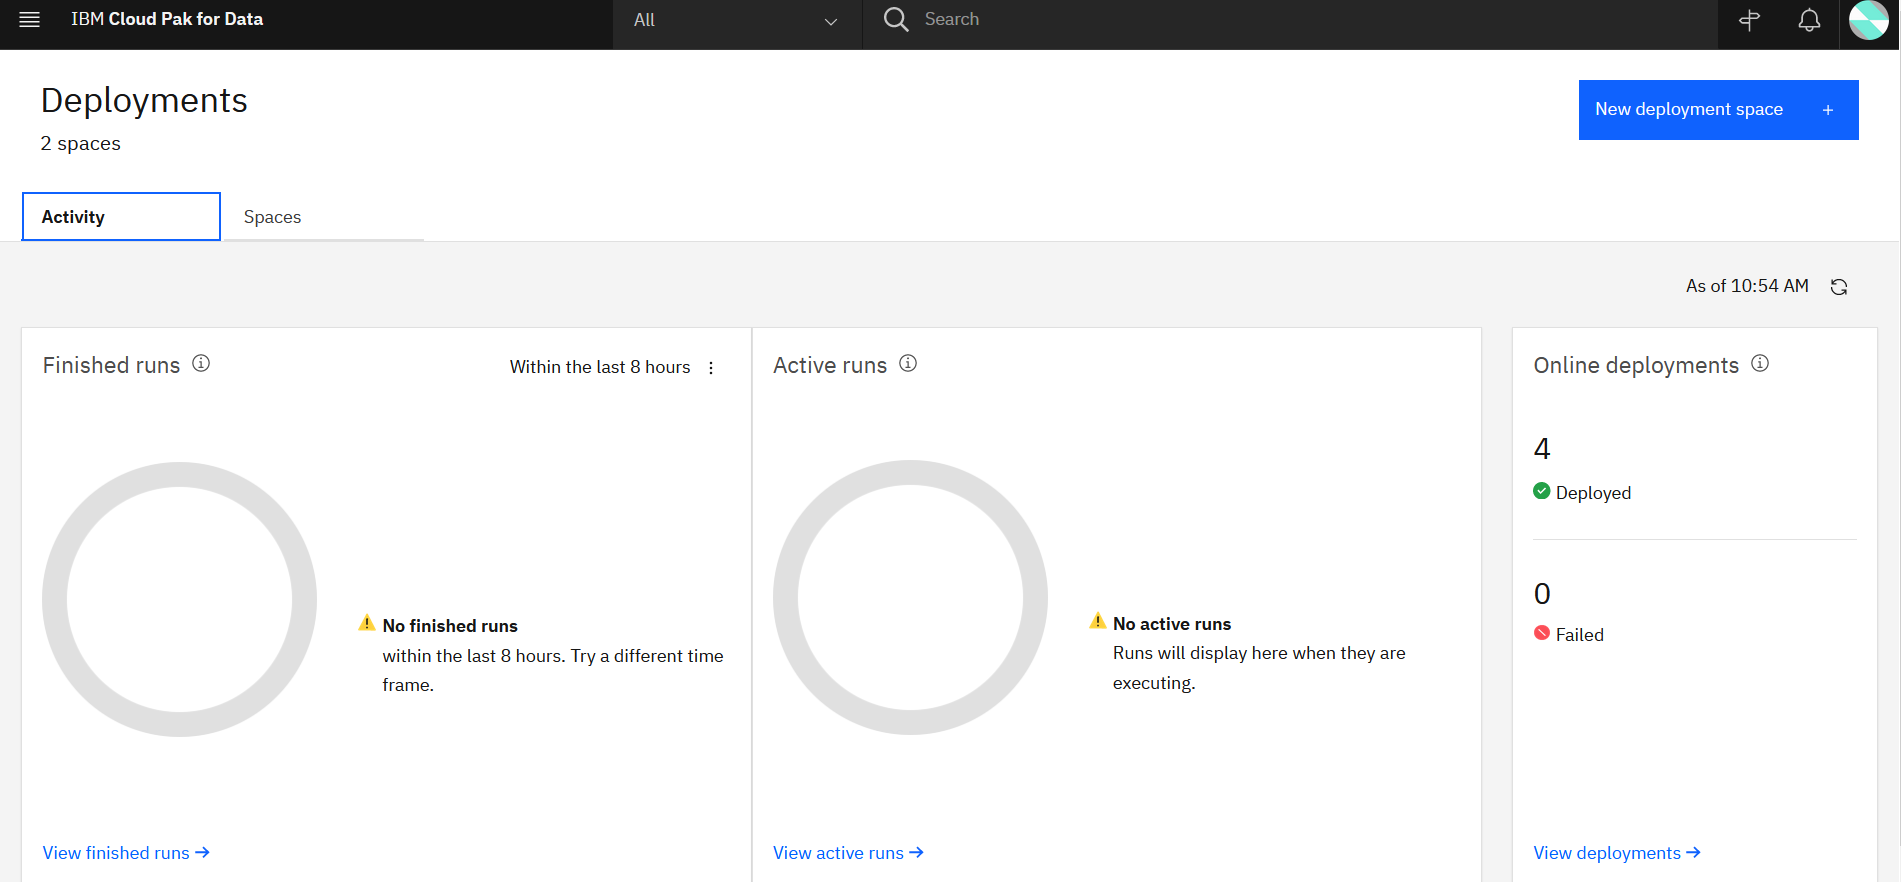 IBM Cloud Pak for Data
All
Search
Deployments
2 spaces
New deployment space +
Activity
Spaces
As of 10:54 AM
Finished runs
Within the last 8 hours
No finished runs
within the last 8 hours. Try a different time
frame.
View finished runs
Active runs
No active runs
Runs will display here when they are
executing.
View active runs
Online deployments
4
Deployed
0
Failed
View deployments